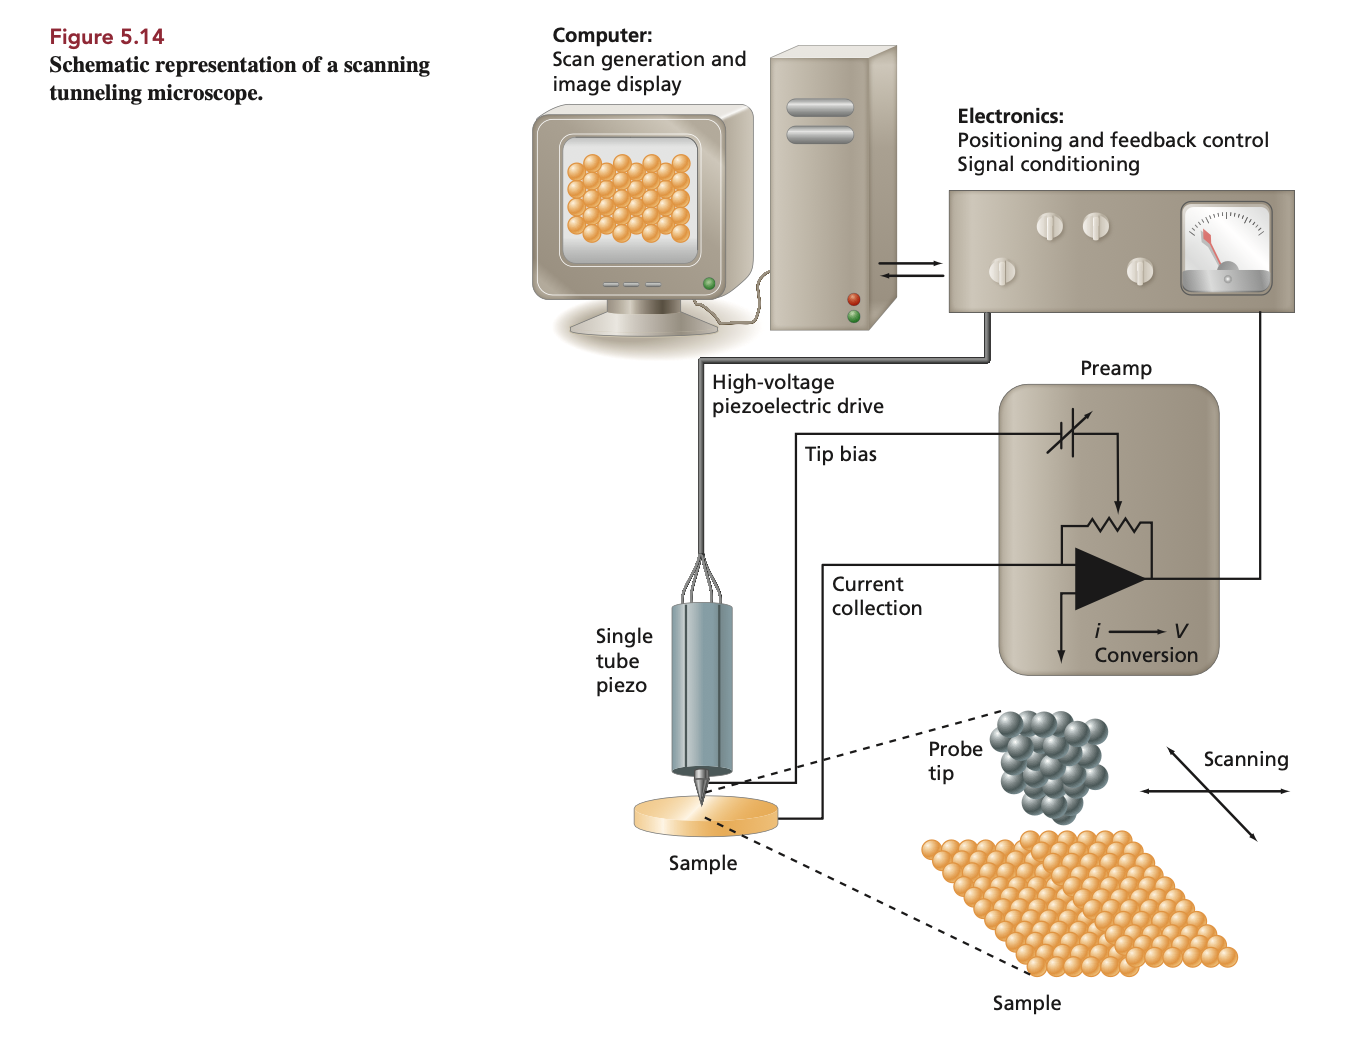 Figure 5.14
Schematic representation of a scanning
tunneling microscope.
Computer:
Scan generation and
image display
Electronics:
Positioning and feedback control
Signal conditioning
High-voltage
piezoelectric drive
Preamp
Tip bias
Current
collection
i V
Conversion
Single
tube
piezo
Probe
tip
Scanning
Sample
Sample